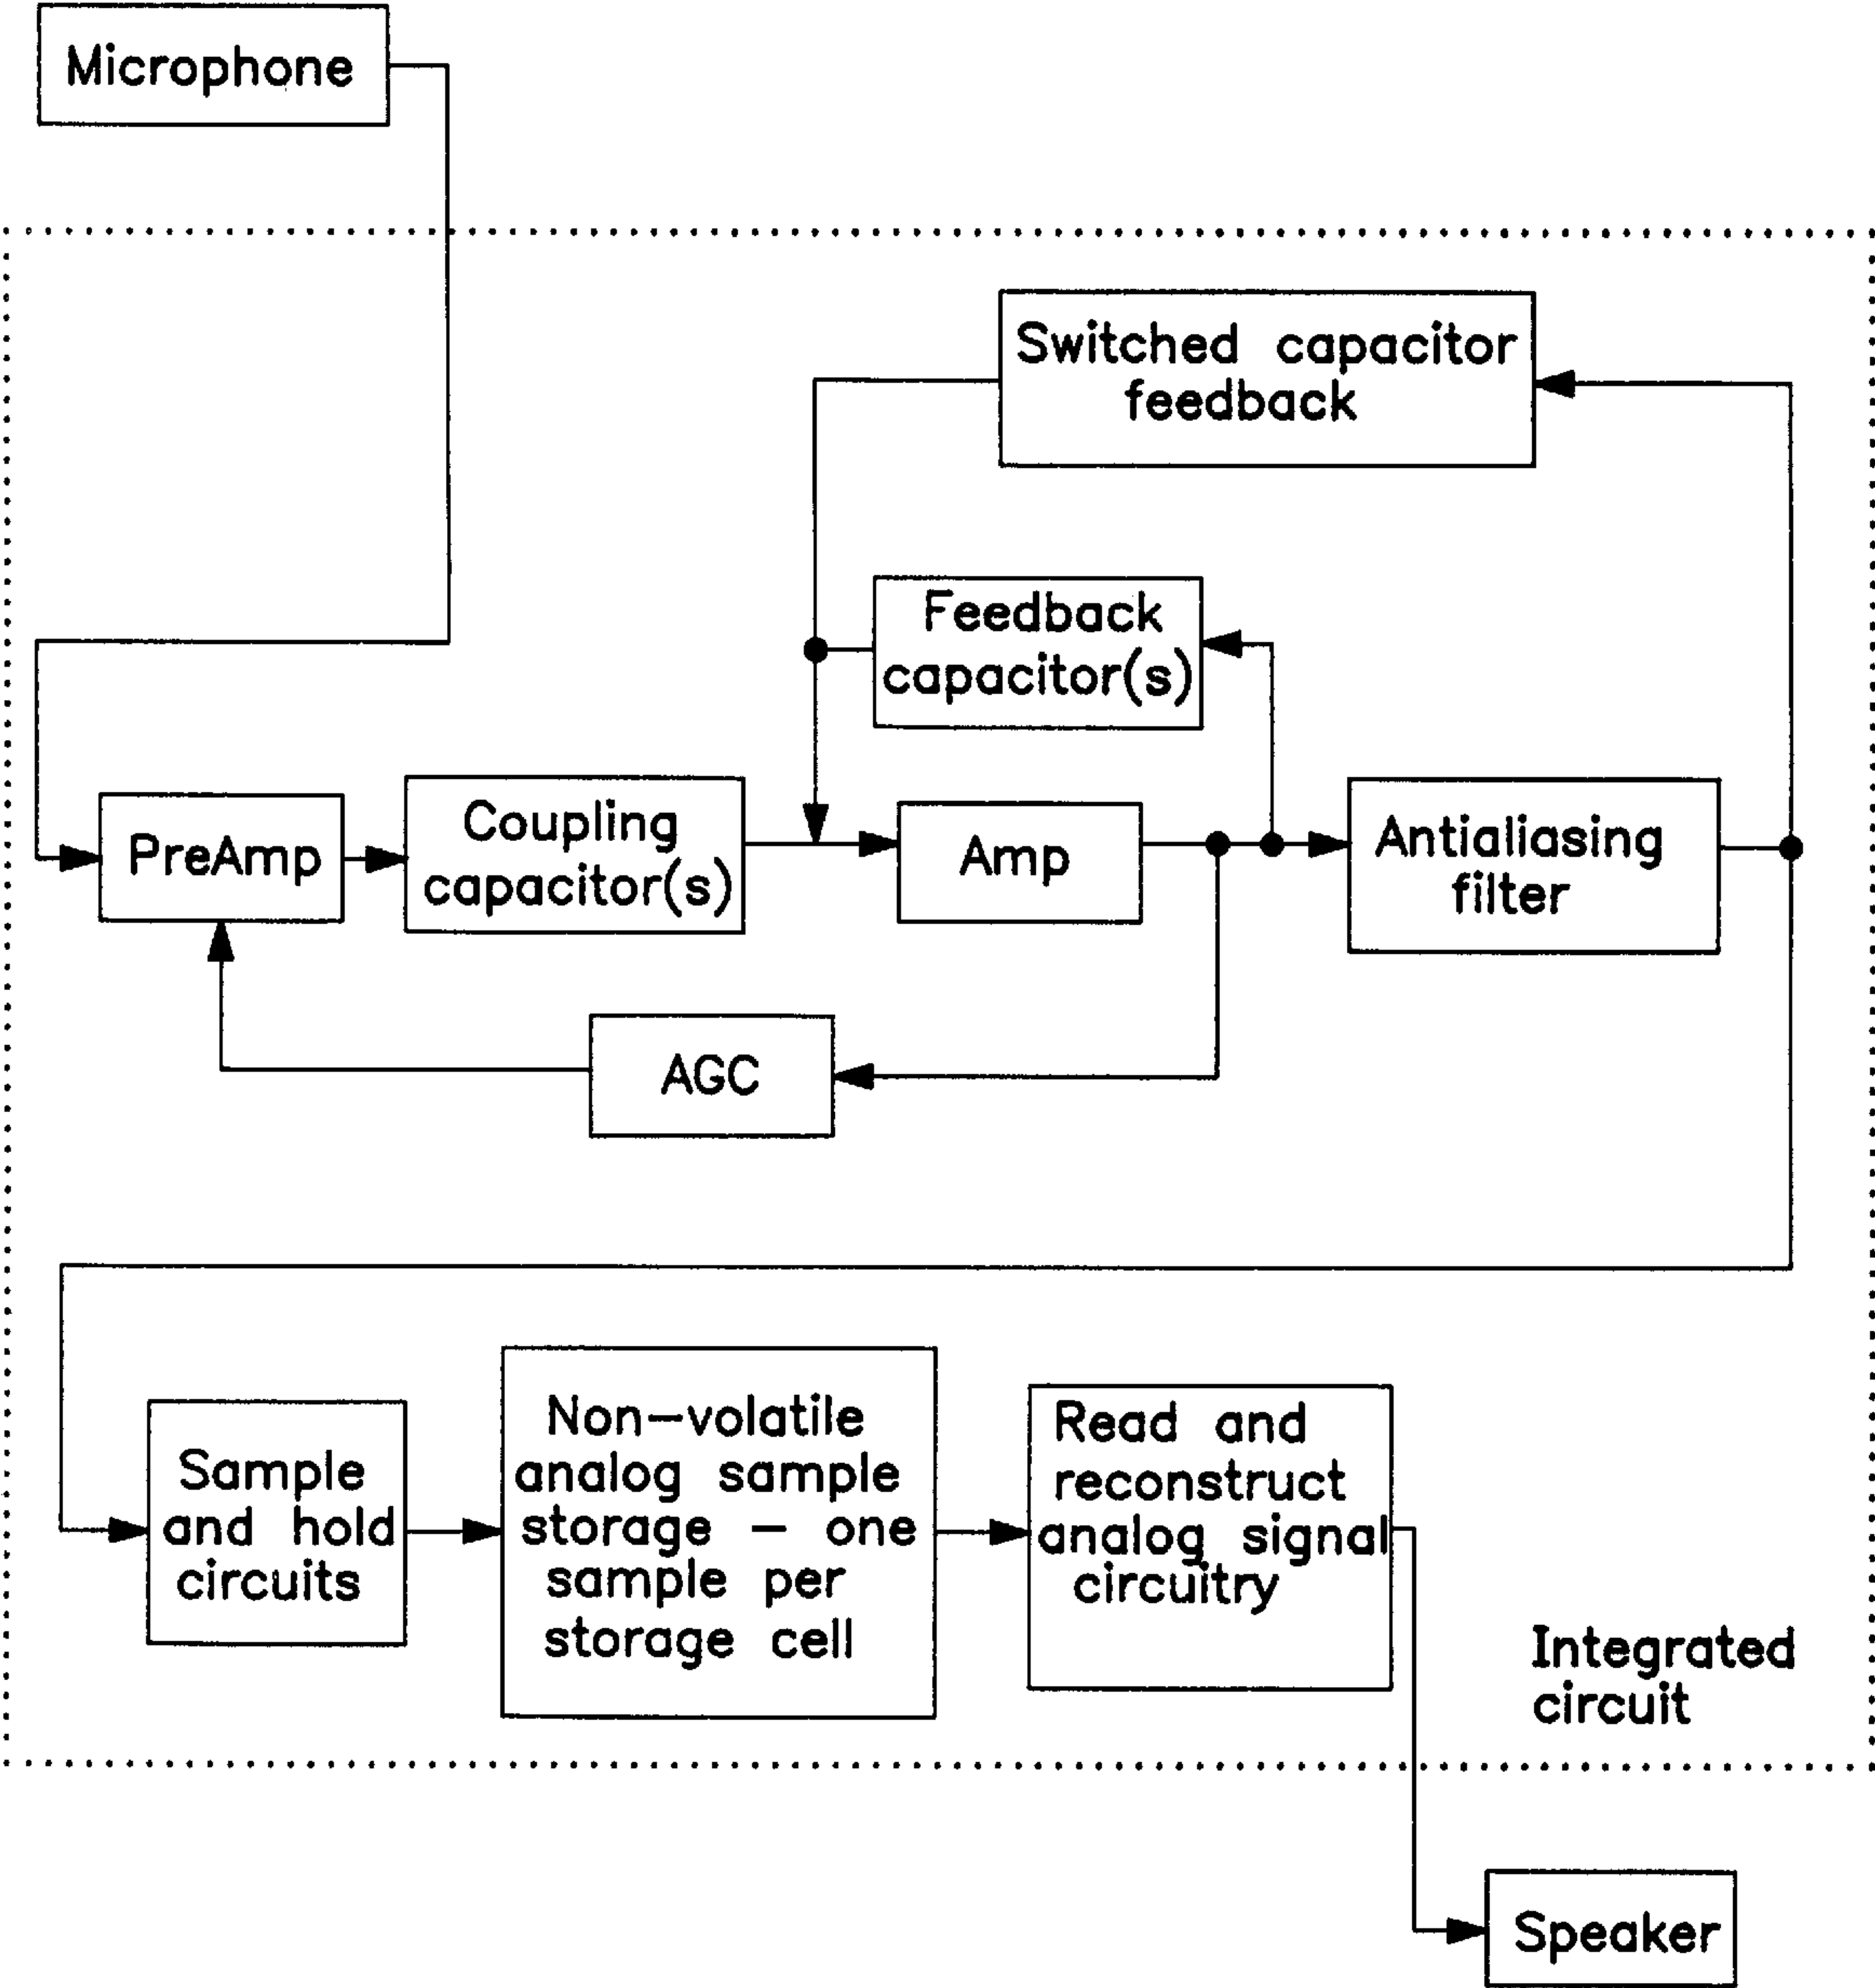 Microphone
Switched capacitor
feedback
Feedback
capacitor(s)
PreAmp
Coupling
capacitor(s)
Amp
Antialiasing
filter
AGC
Sample
and hold
circuits
Non-volatile
analog sample
storage - one
sample per
storage cell
Read and
reconstruct
analog signal
circuitry
Integrated
circuit
Speaker